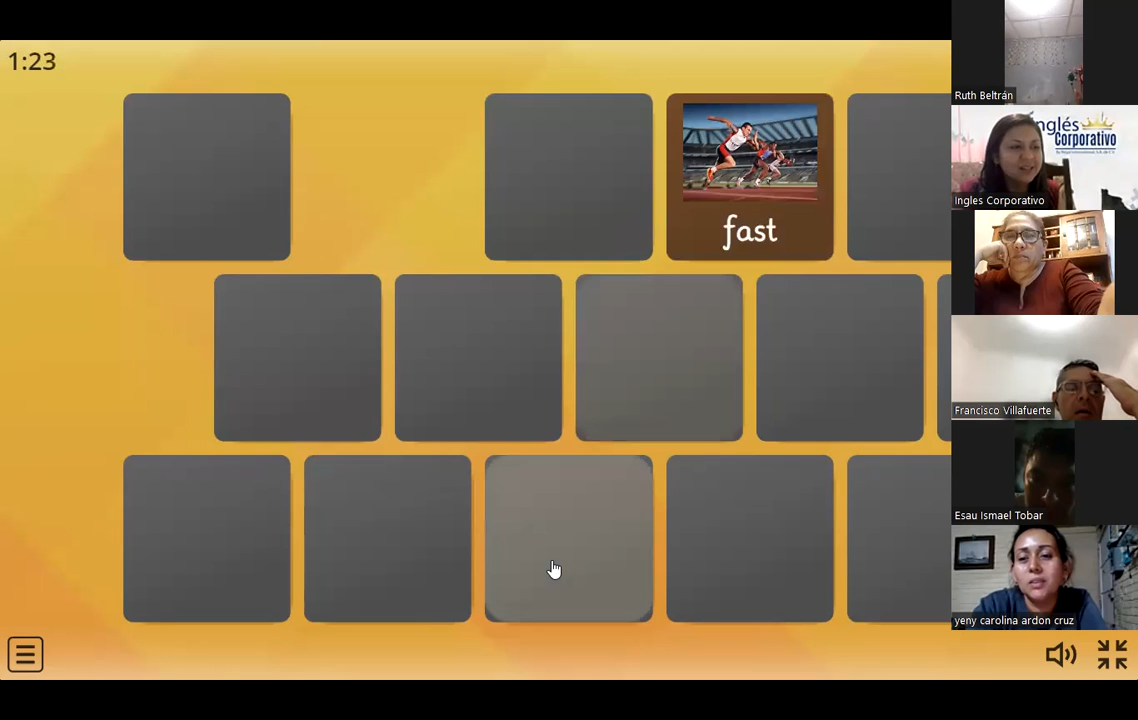 1:23
fast
Ruth Beltrán
Inglés
Corporativo
Ingles Corporativo
Francisco Villafuerte
Esau Ismael Tobar
yeny carolina ardon cruz